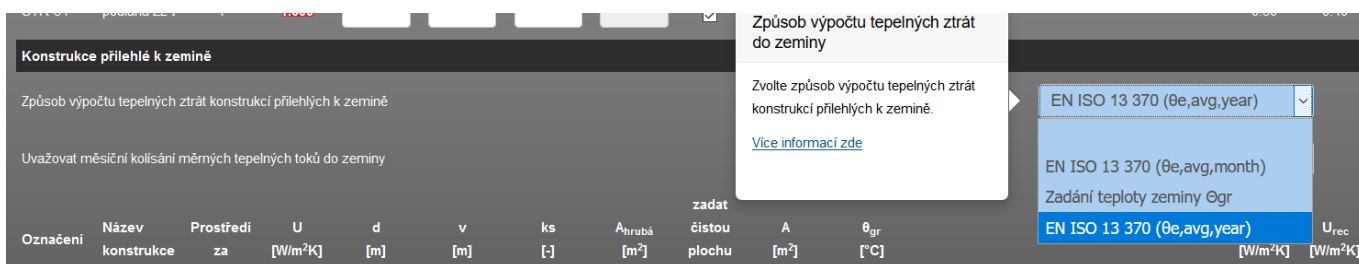 Způsob výpočtu tepelných ztrát
do zeminy
Konstrukce přilehlé k zemině
Způsob výpočtu tepelných ztrát konstrukcí přilehlých k zemině
Zvolte způsob výpočtu tepelných ztrát
konstrukcí přilehlých k zemině.
Více informací zde
EN ISO 13 370 (θe,avg,year)
Uvažovat měsíční kolísání měrných tepelných toků do zeminy
EN ISO 13 370 (θe,avg,month)
Zadání teploty zeminy Θgr
EN ISO 13 370 (θe,avg,year)
Označení
Název
konstrukce
Prostředí
za
U
[W/m²K]
d
[m]
v
[m]
ks
[-]
Ahrubá
[m²]
zadat
čistou
plochu
A
[m²]
θgr
[°C]
[W/m²K]
Urec
[W/m²K]